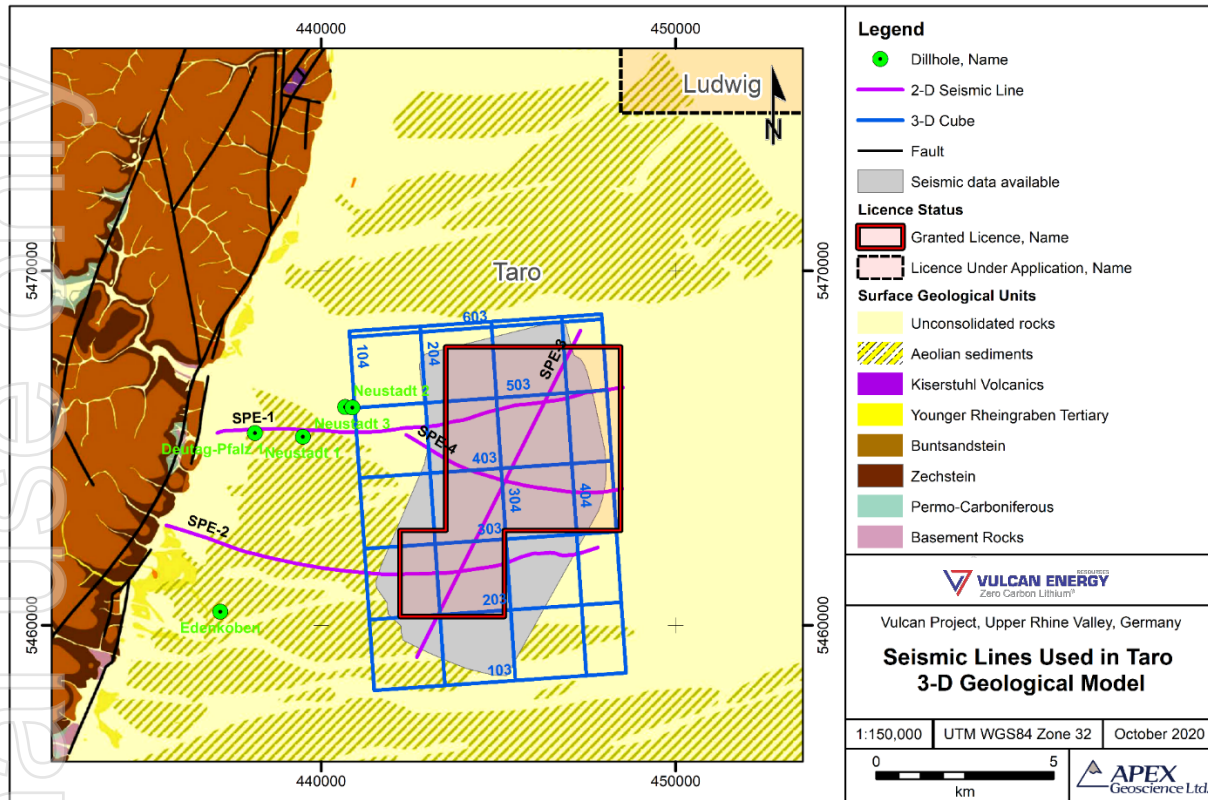 440000
450000
Ludwig
N
5470000
5470000
Taro
603
104
204
SPE-3
503
Neustadt 2
SPE-1
Neustadt 3
Deutag-Pfalz 1
Neustadt 1
SPE-4
403
304
404
SPE-2
303
203
Edenkoben
5460000
5460000
103
440000
450000
Legend
Dillhole, Name
2-D Seismic Line
3-D Cube
Fault
Seismic data available
Licence Status
Granted Licence, Name
Licence Under Application, Name
Surface Geological Units
Unconsolidated rocks
Aeolian sediments
Kiserstuhl Volcanics
Younger Rheingraben Tertiary
Buntsandstein
Zechstein
Permo-Carboniferous
Basement Rocks
VULCAN ENERGY
RESOURCES
Zero Carbon Lithium®
Vulcan Project, Upper Rhine Valley, Germany
Seismic Lines Used in Taro
3-D Geological Model
1:150,000 UTM WGS84 Zone 32 October 2020
0 5
km
APEX
Geoscience Ltd.